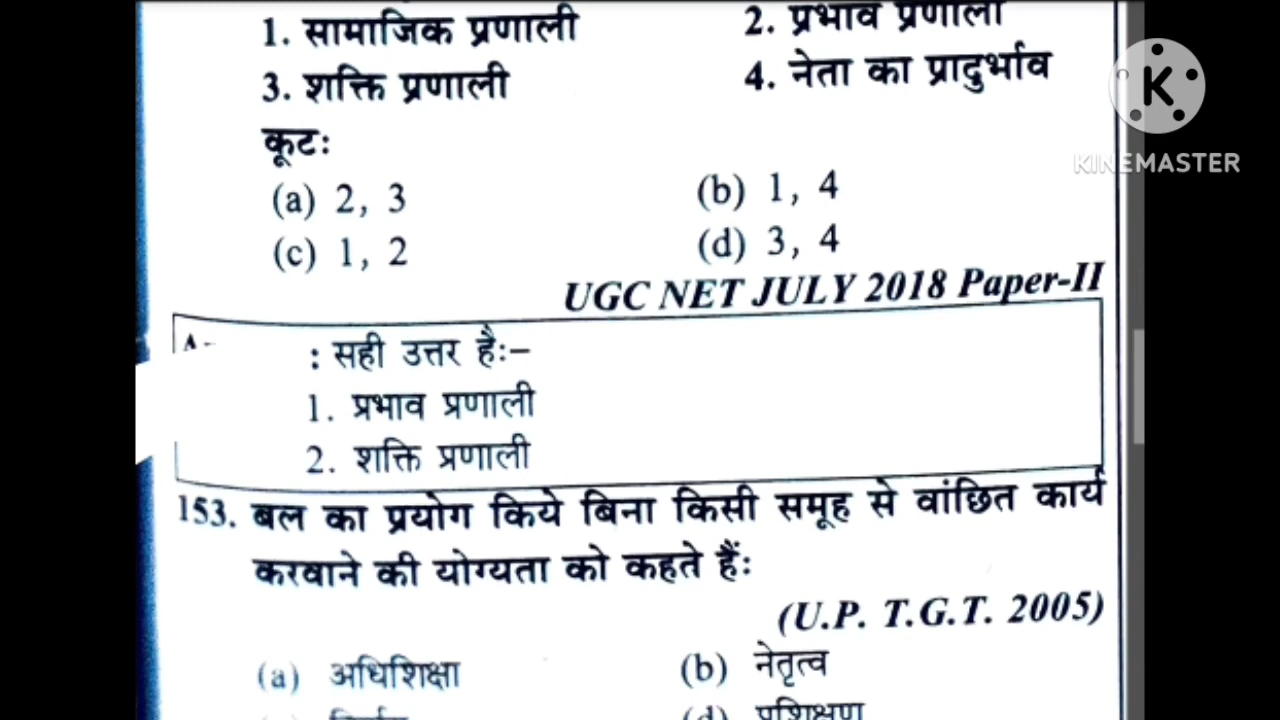 1. सामाजिक प्रणाली 2. प्रभाव प्रणाली
3. शक्ति प्रणाली 4. नेता का प्रादुर्भाव
कूटः
(a) 2, 3 (b) 1, 4
(c) 1, 2 (d) 3, 4
UGC NET JULY 2018 Paper-II
: सही उत्तर हैः–
1. प्रभाव प्रणाली
2. शक्ति प्रणाली
153. बल का प्रयोग किये बिना किसी समूह से वांछित कार्य
करवाने की योग्यता को कहते हैंः
(U.P. T.G.T. 2005)
(a) अधिशिक्षा (b) नेतृत्व
(d) प्रशिक्षण
K
KINEMASTER